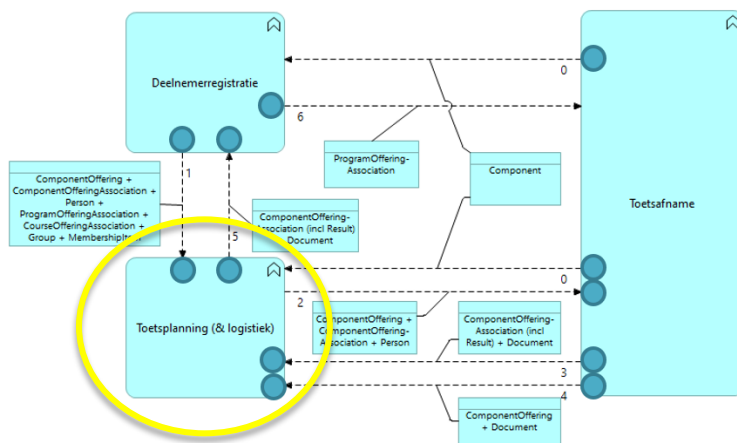 Deelnemerregistratie
0
6
Toetsafname
ProgramOffering-
Association
Component
1
ComponentOffering +
ComponentOfferingAssociation +
Person +
ProgramOfferingAssociation +
CourseOfferingAssociation +
Group + MembershipItem
5
ComponentOffering-
Association (incl Result)
Document
Toetsplanning (& logistiek)
0
2
ComponentOffering +
ComponentOffering-
Association + Person
ComponentOffering-
Association (incl
Result) + Document
3
4
ComponentOffering
+ Document